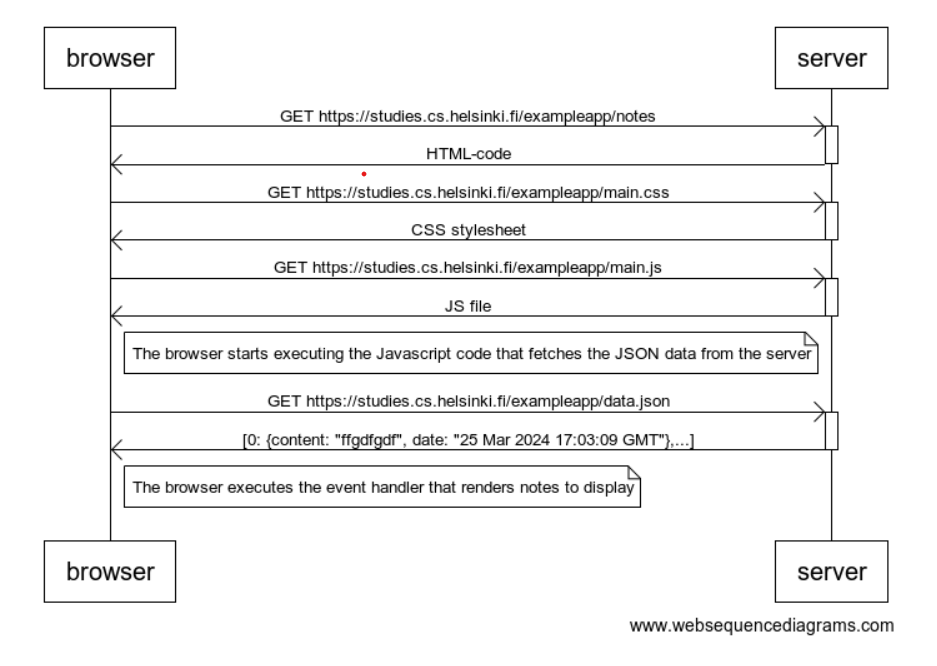 browser
server
GET https://studies.cs.helsinki.fi/exampleapp/notes
HTML-code
GET https://studies.cs.helsinki.fi/exampleapp/main.css
CSS stylesheet
GET https://studies.cs.helsinki.fi/exampleapp/main.js
JS file
The browser starts executing the Javascript code that fetches the JSON data from the server
GET https://studies.cs.helsinki.fi/exampleapp/data.json
[0: {content: "ffgdfgdf", date: "25 Mar 2024 17:03:09 GMT"},...]
The browser executes the event handler that renders notes to display
browser
server
www.websequencediagrams.com